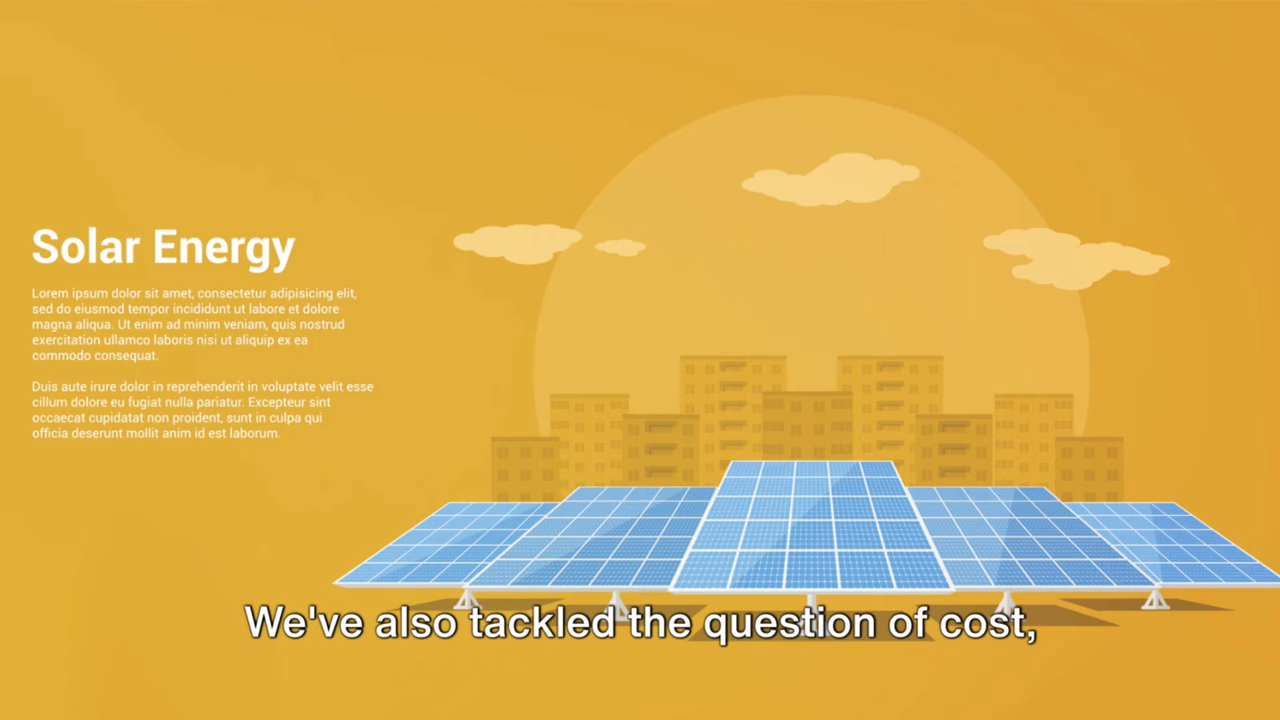 Solar Energy
Lorem ipsum dolor sit amet, consectetur adipisicing elit,
sed do eiusmod tempor incididunt ut labore et dolore
magna aliqua. Ut enim ad minim veniam, quis nostrud
exercitation ullamco laboris nisi ut aliquip ex ea
commodo consequat.
Duis aute irure dolor in reprehenderit in voluptate velit esse
cillum dolore eu fugiat nulla pariatur. Excepteur sint
occaecat cupidatat non proident, sunt in culpa qui
officia deserunt mollit anim id est laborum.
We've also tackled the question of cost,